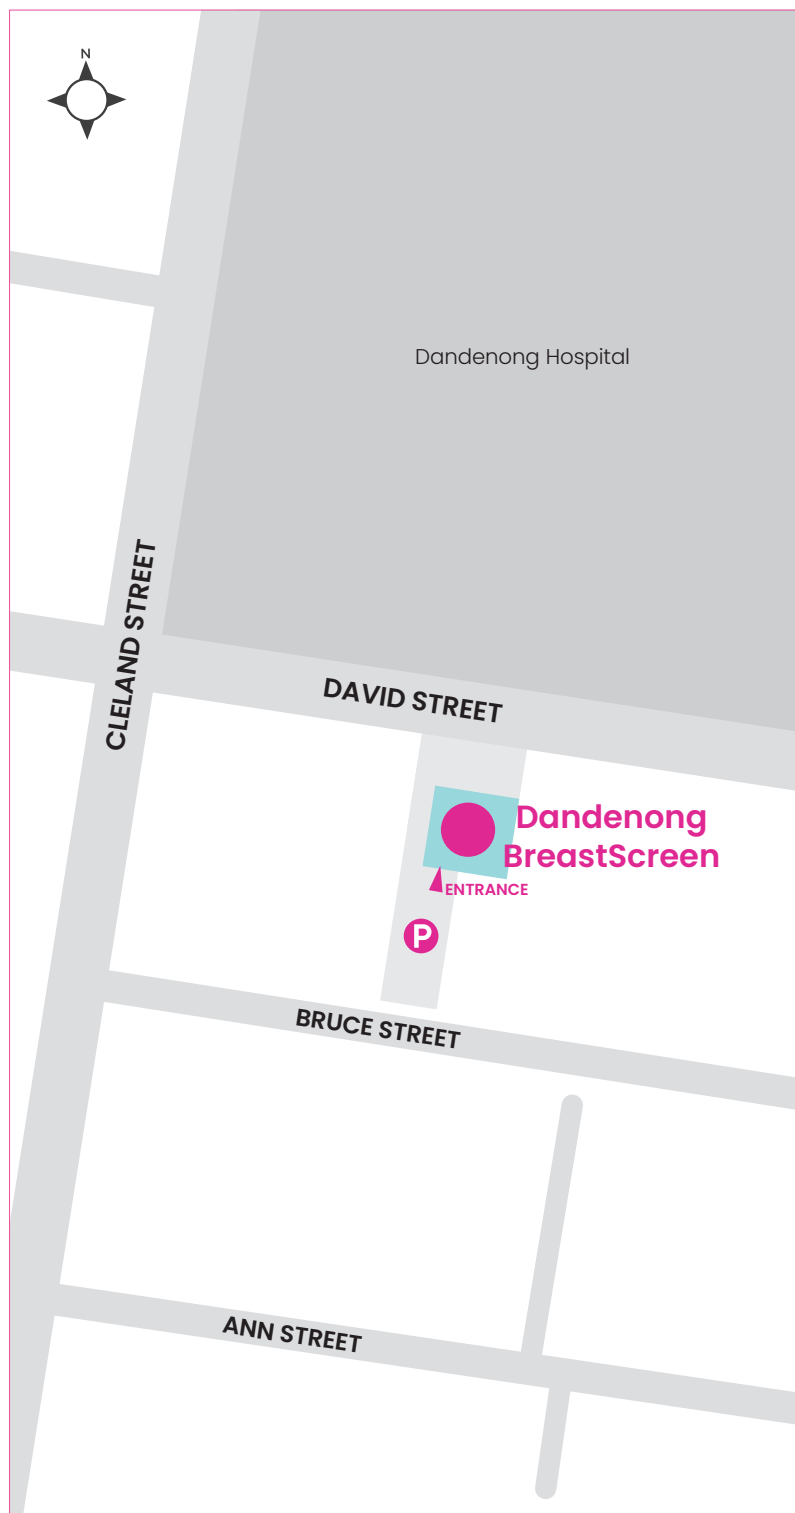 N
Dandenong Hospital
CLELAND STREET
DAVID STREET
Dandenong
BreastScreen
ENTRANCE
P
BRUCE STREET
ANN STREET